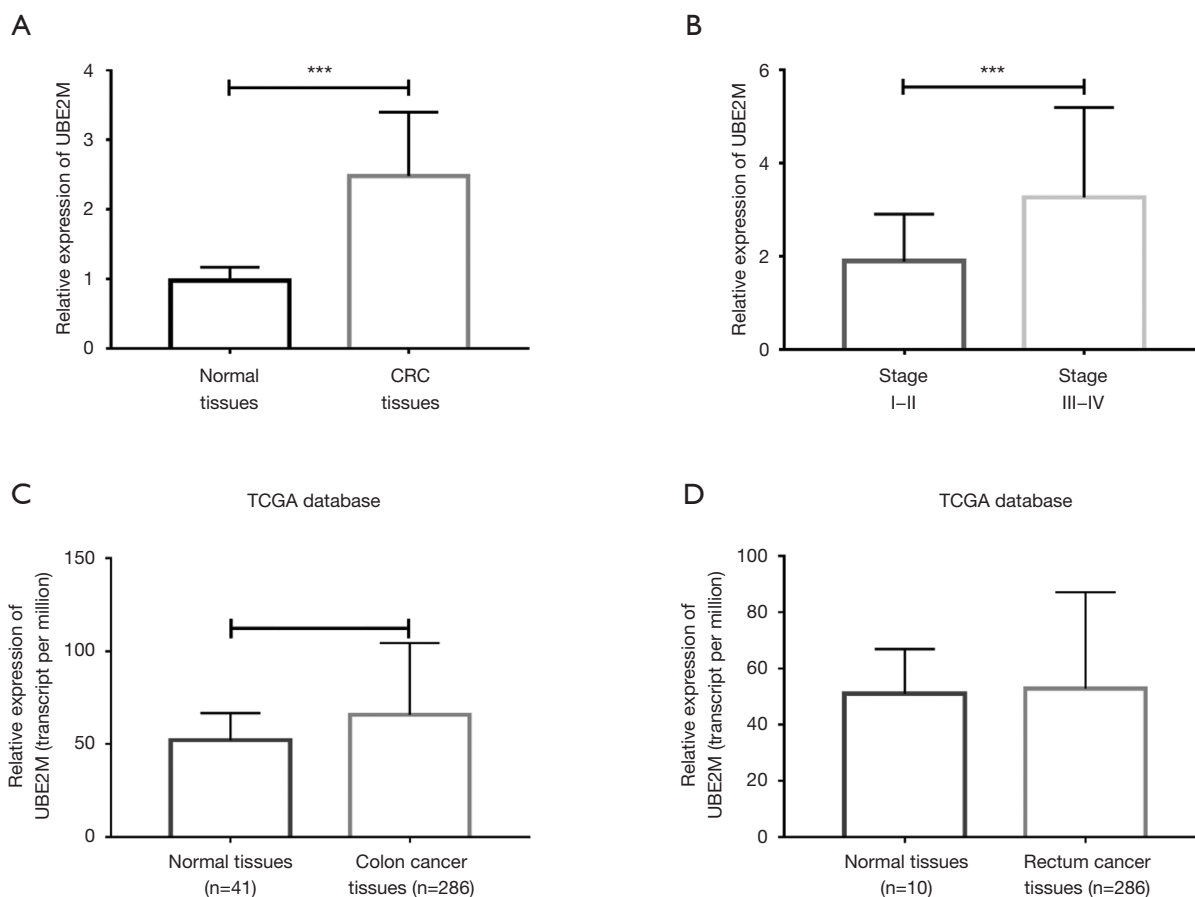 A
Relative expression of UBE2M
4
3
2
1
0
***
Normal
tissues
CRC
tissues
B
Relative expression of UBE2M
6
4
2
0
***
Stage
I–II
Stage
III–IV
C
TCGA database
Relative expression of
UBE2M (transcript per million)
150
100
50
0
Normal tissues
(n=41)
Colon cancer
tissues (n=286)
D
TCGA database
Relative expression of
UBE2M (transcript per million)
100
80
60
40
20
0
Normal tissues
(n=10)
Rectum cancer
tissues (n=286)